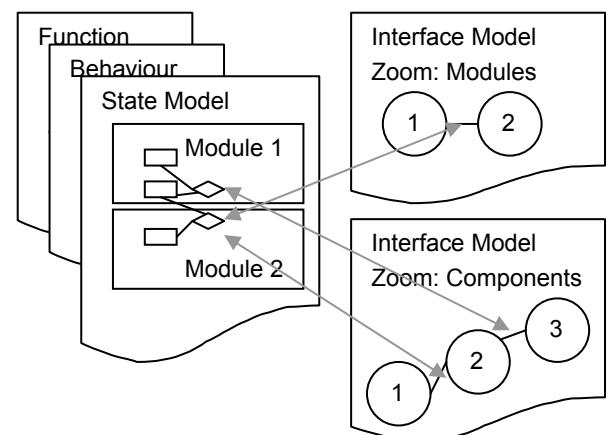 Function
Behaviour
State Model
Module 1
Module 2
Interface Model
Zoom: Modules
1
2
Interface Model
Zoom: Components
3
2
1